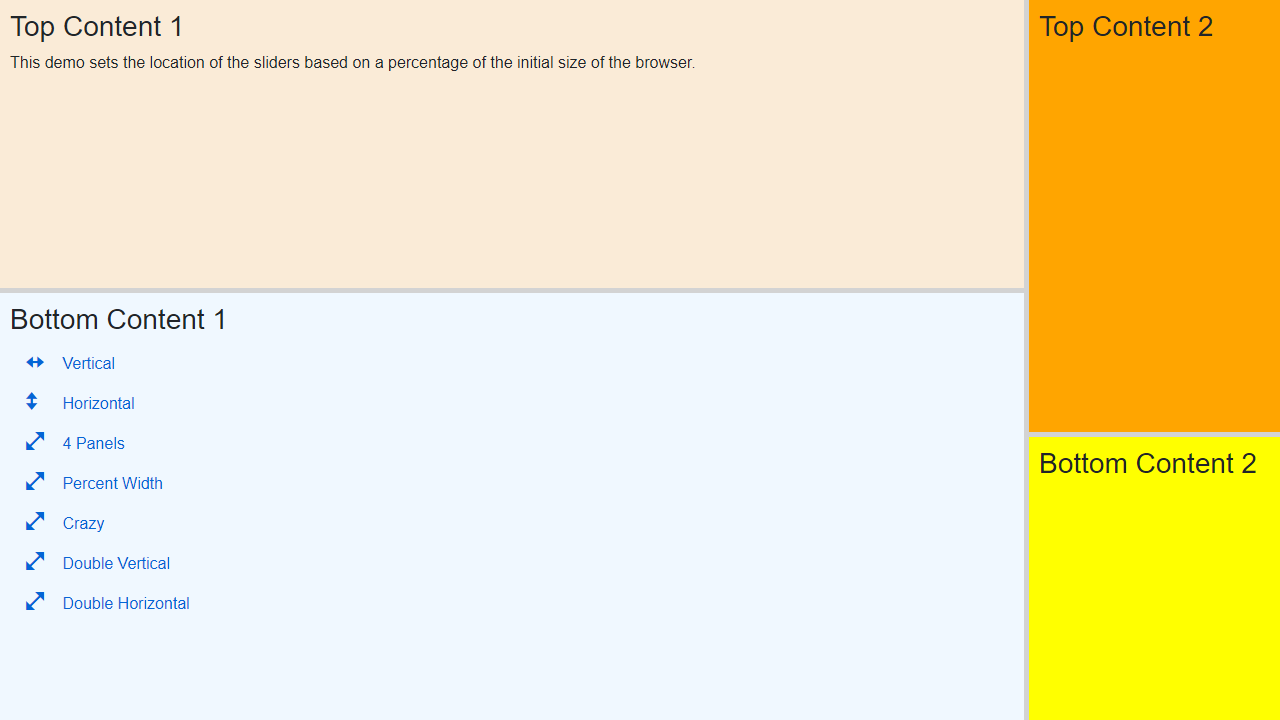 Top Content 1
This demo sets the location of the sliders based on a percentage of the initial size of the browser.
Bottom Content 1
Vertical
Horizontal
4 Panels
Percent Width
Crazy
Double Vertical
Double Horizontal
Top Content 2
Bottom Content 2